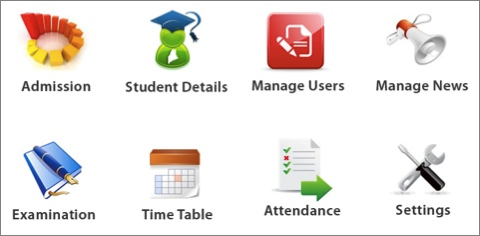 Admission
Student Details
Manage Users
Manage News
Examination
Time Table
Attendance
Settings